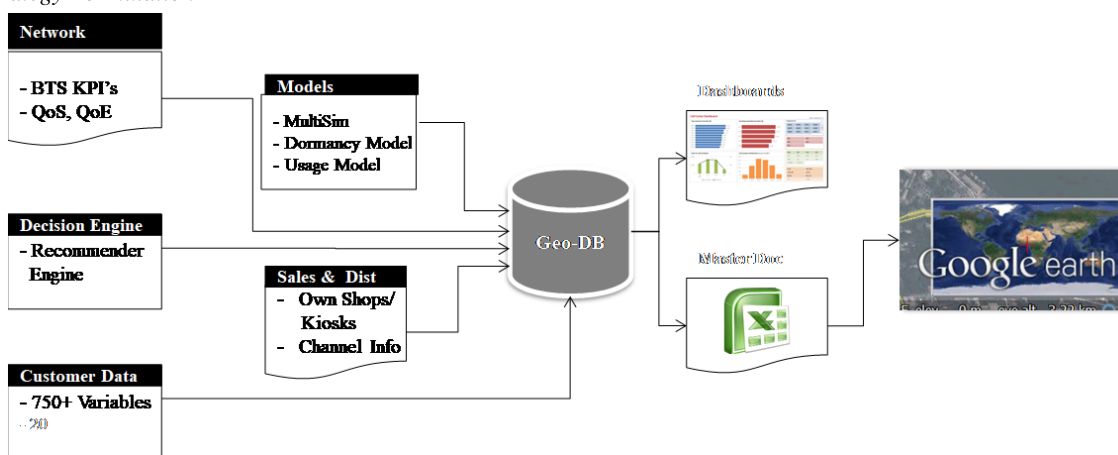 Network
- BTS KPI's
- QoS, QoE
Models
- MultiSim
- Dormancy Model
- Usage Model
Decision Engine
- Recommender
Engine
Sales & Dist
- Own Shops/
Kiosks
- Channel Info
Customer Data
- 750+ Variables
- 20
Geo-DB
Dashboards
Master Doc
Google earth